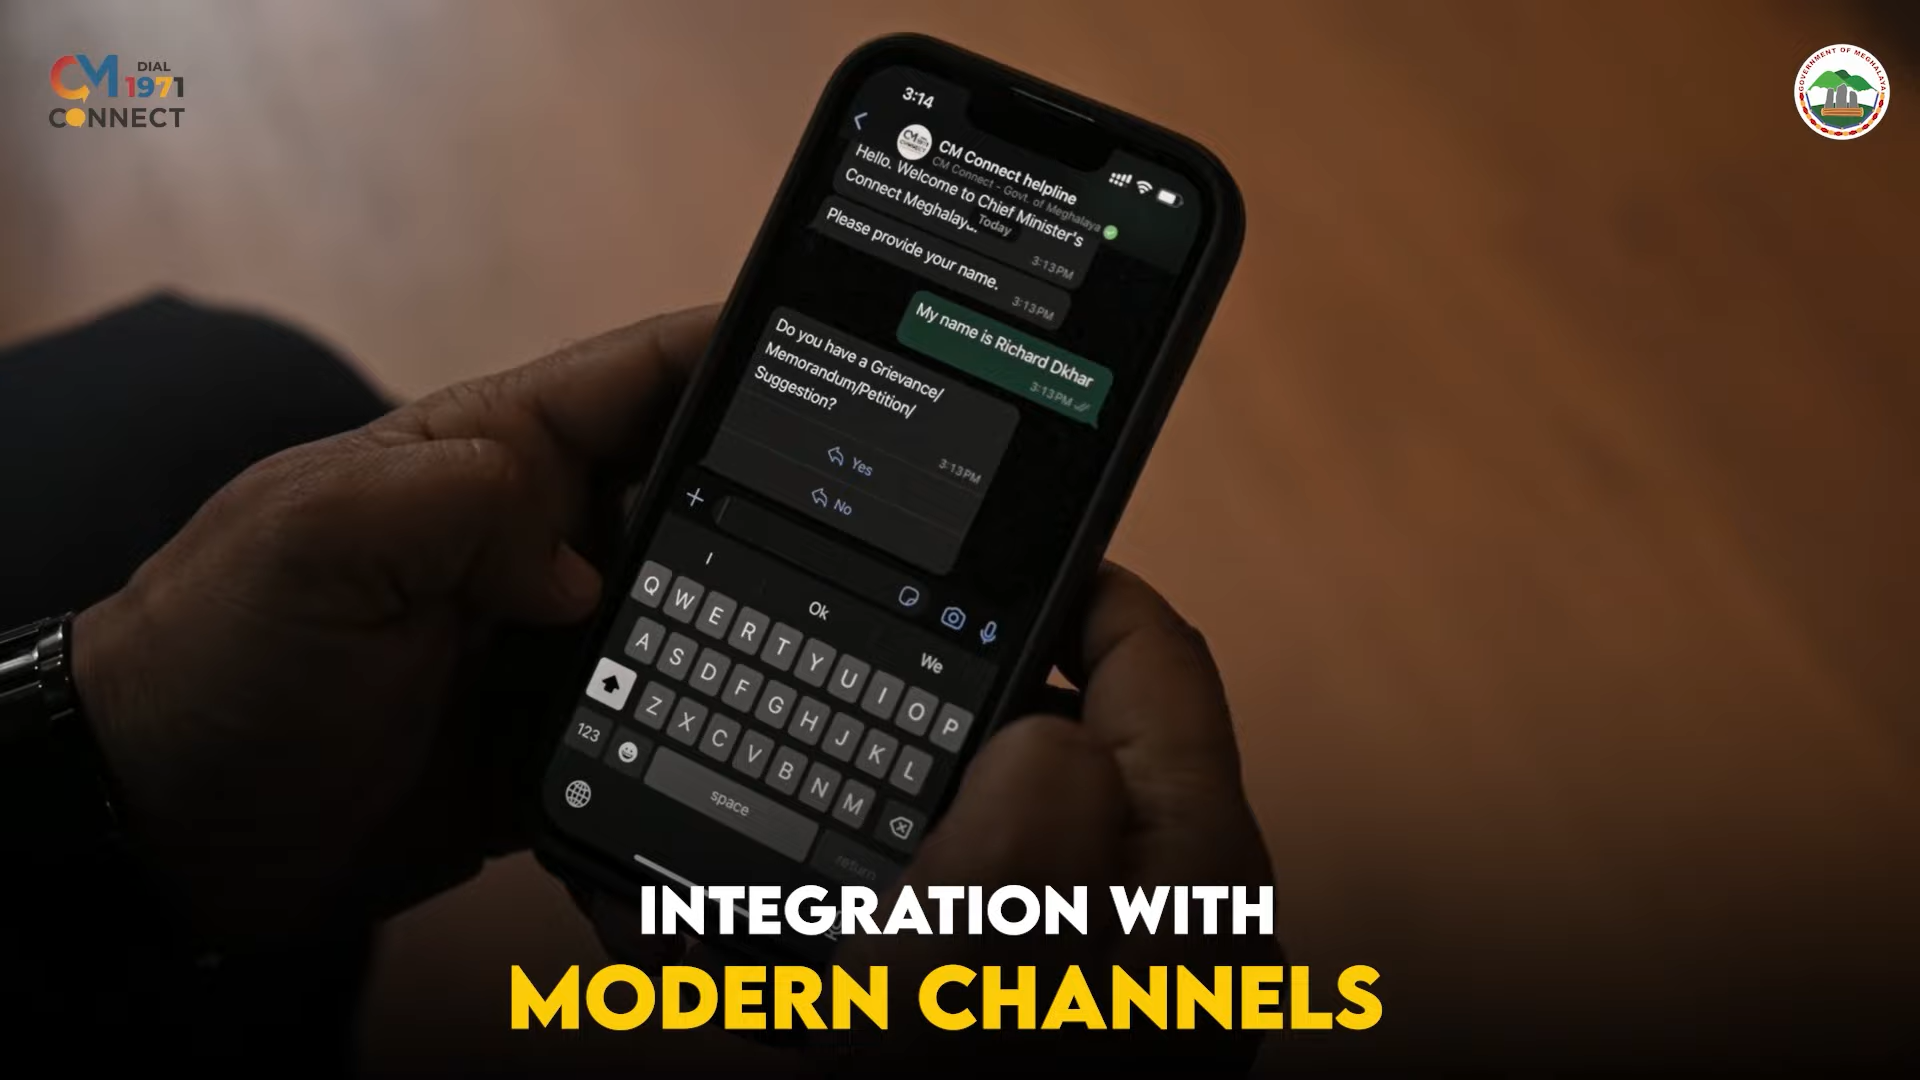 CM DIAL
1971
CONNECT
GOVERNMENT OF MEGHALAYA
3:14
CM Connect helpline
CM Connect - Govt. of Meghalaya
Hello. Welcome to Chief Minister's
Connect Meghalaya.
Today
3:13 PM
Please provide your name.
3:13 PM
My name is Richard Dkhar
3:13 PM
Do you have a Grievance/
Memorandum/Petition/
Suggestion?
3:13 PM
Yes
No
I
Ok
We
Q W E R T Y U I O P
A S D F G H J K L
Z X C V B N M
123
space
return
INTEGRATION WITH
MODERN CHANNELS